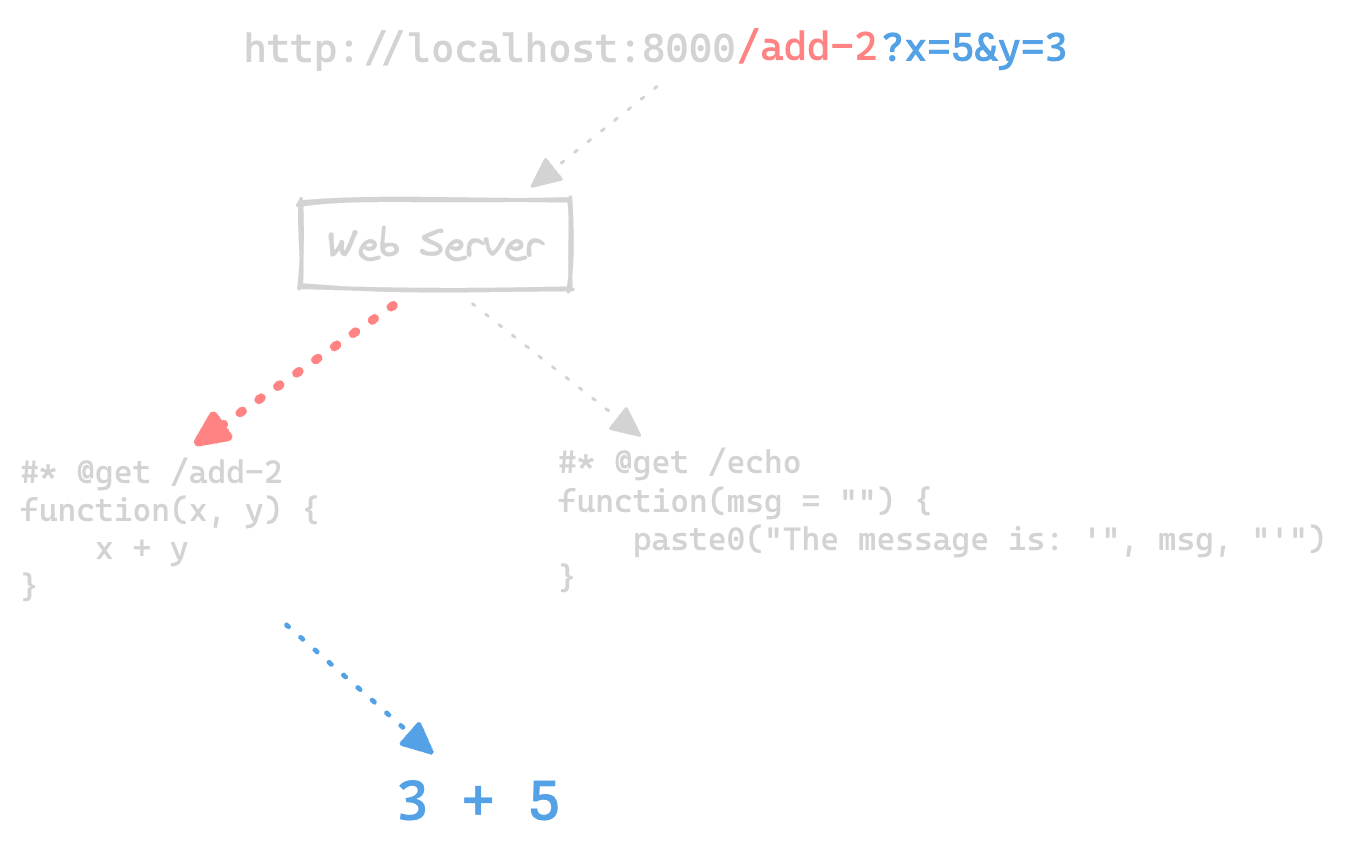 http://localhost:8000/add-2?x=5&y=3
Web Server
#* @get /add-2
function(x, y) {
    x + y
}
#* @get /echo
function(msg = "") {
    paste0("The message is: '", msg, "'")
}
3 + 5